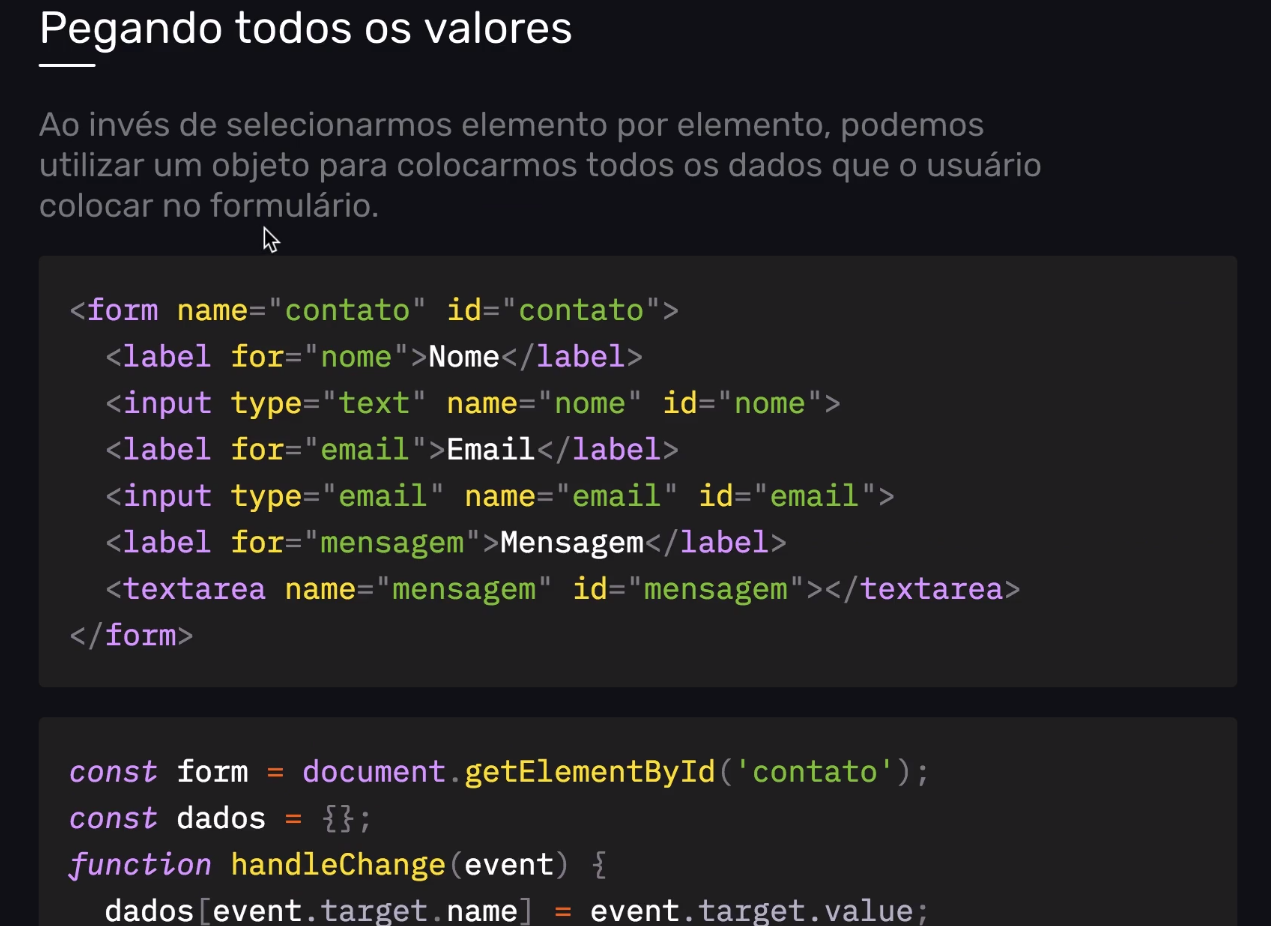 Pegando todos os valores
Ao invés de selecionarmos elemento por elemento, podemos
utilizar um objeto para colocarmos todos os dados que o usuário
colocar no formulário.
<form name="contato" id="contato">
  <label for="nome">Nome</label>
  <input type="text" name="nome" id="nome">
  <label for="email">Email</label>
  <input type="email" name="email" id="email">
  <label for="mensagem">Mensagem</label>
  <textarea name="mensagem" id="mensagem"></textarea>
</form>
const form = document.getElementById('contato');
const dados = {};
function handleChange(event) {
  dados[event.target.name] = event.target.value;